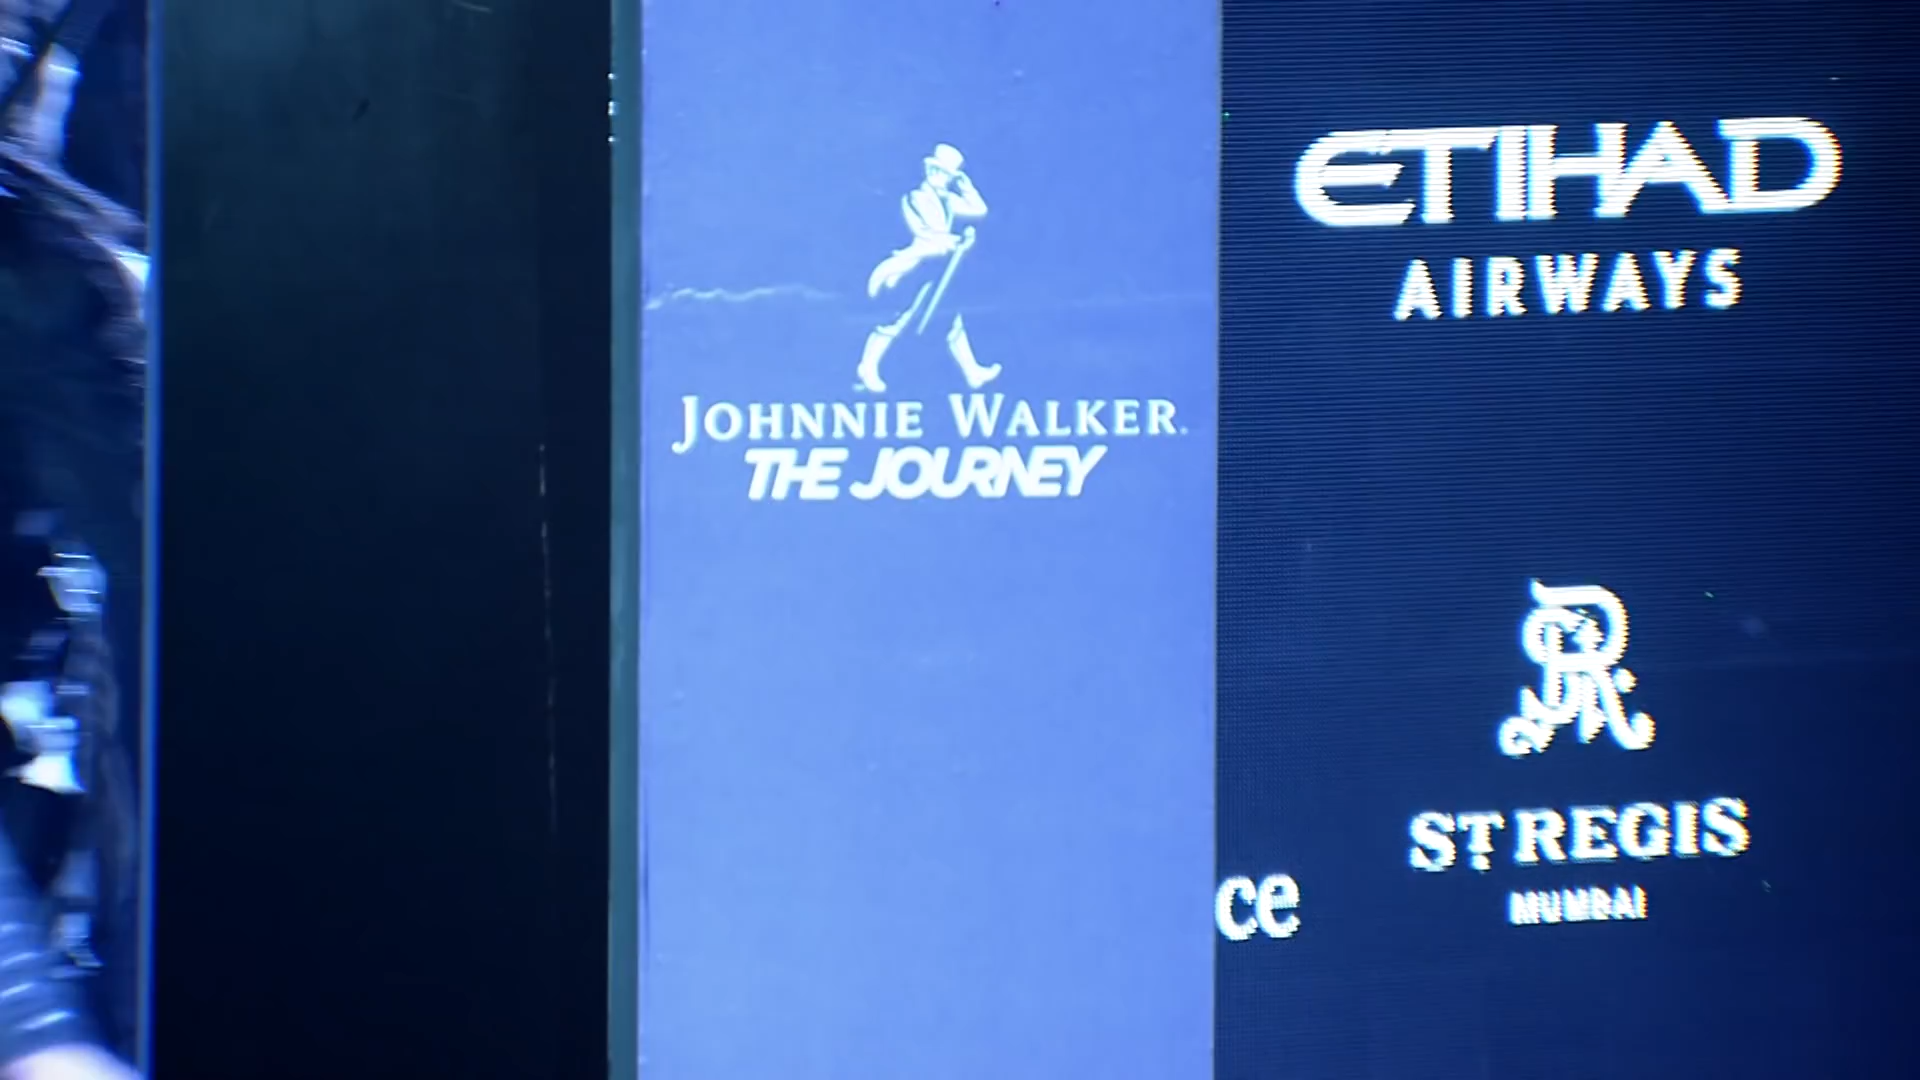 JOHNNIE WALKER.
THE JOURNEY
ETIHAD
AIRWAYS
ST REGIS
MUMBAI
ce